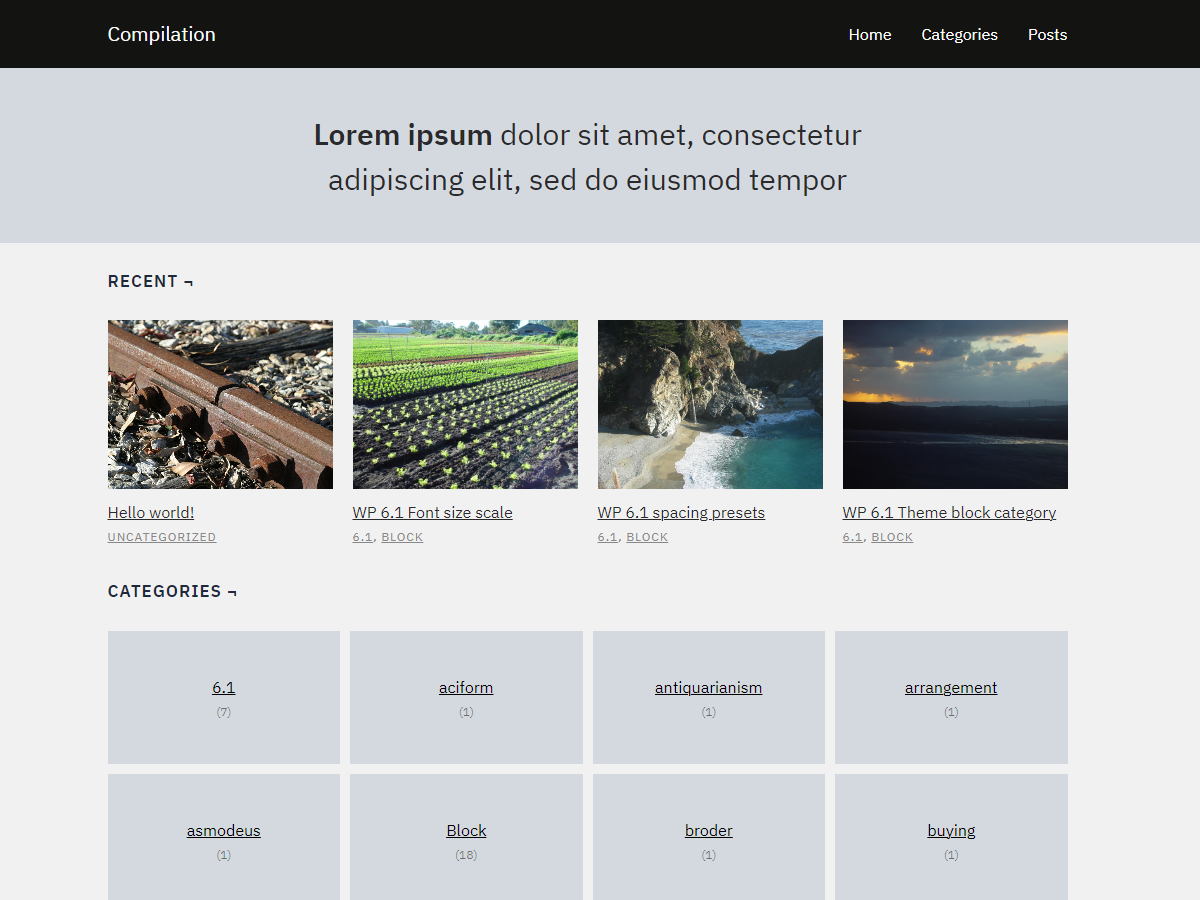 Compilation
Home Categories Posts
Lorem ipsum dolor sit amet, consectetur
adipiscing elit, sed do eiusmod tempor
RECENT ¬
Hello world!
UNCATEGORIZED
WP 6.1 Font size scale
6.1, BLOCK
WP 6.1 spacing presets
6.1, BLOCK
WP 6.1 Theme block category
6.1, BLOCK
CATEGORIES ¬
6.1
(7)
aciform
(1)
antiquarianism
(1)
arrangement
(1)
asmodeus
(1)
Block
(18)
broder
(1)
buying
(1)